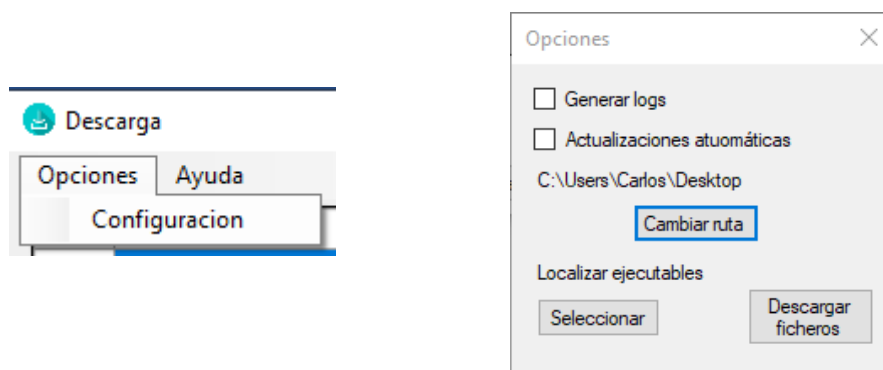 Descarga
Opciones Ayuda
Configuracion
Opciones
Generar logs
Actualizaciones atuomáticas
C:\Users\Carlos\Desktop
Cambiar ruta
Localizar ejecutables
Seleccionar
Descargar
ficheros